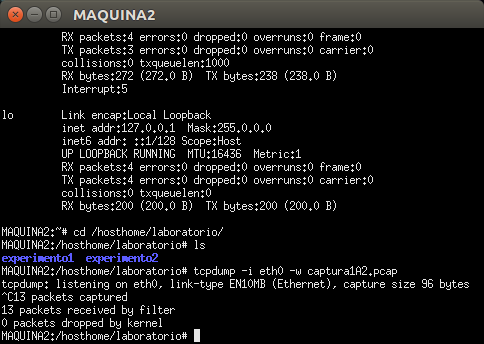 MAQUINA2
RX packets:4 errors:0 dropped:0 overruns:0 frame:0
TX packets:3 errors:0 dropped:0 overruns:0 carrier:0
collisions:0 txqueuelen:1000
RX bytes:272 (272.0 B)  TX bytes:238 (238.0 B)
Interrupt:5
lo        Link encap:Local Loopback
inet addr:127.0.0.1  Mask:255.0.0.0
inet6 addr: ::1/128 Scope:Host
UP LOOPBACK RUNNING  MTU:16436  Metric:1
RX packets:4 errors:0 dropped:0 overruns:0 frame:0
TX packets:4 errors:0 dropped:0 overruns:0 carrier:0
collisions:0 txqueuelen:0
RX bytes:200 (200.0 B)  TX bytes:200 (200.0 B)
MAQUINA2:~# cd /hosthome/laboratorio/
MAQUINA2:/hosthome/laboratorio# ls
experimento1  experimento2
MAQUINA2:/hosthome/laboratorio# tcpdump -i eth0 -w captura1A2.pcap
tcpdump: listening on eth0, link-type EN10MB (Ethernet), capture size 96 bytes
^C13 packets captured
13 packets received by filter
0 packets dropped by kernel
MAQUINA2:/hosthome/laboratorio#